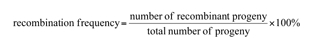 recombination frequency = number of recombinant progeny / total number of progeny × 100%